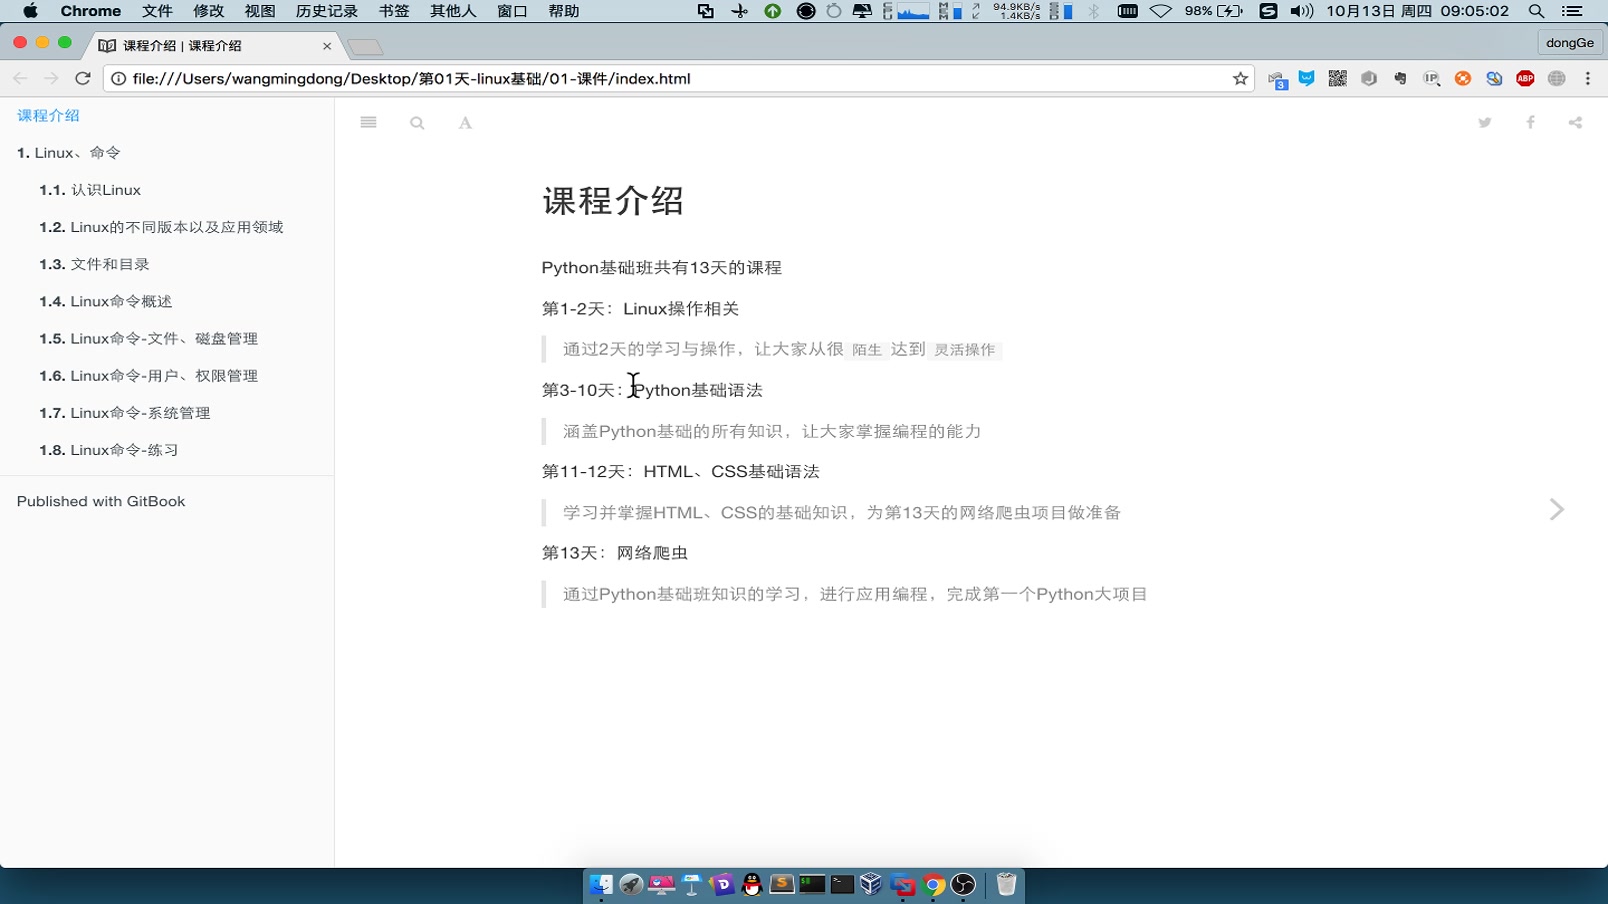 Chrome 文件 修改 视图 历史记录 书签 其他人 窗口 帮助 94.9KB/s 1.4KB/s 98% 10月13日 周四 09:05:02
课程介绍 | 课程介绍
dongGe
file:///Users/wangmingdong/Desktop/第01天-linux基础/01-课件/index.html
3
IP
ABP
课程介绍
1. Linux、命令
1.1. 认识Linux
1.2. Linux的不同版本以及应用领域
1.3. 文件和目录
1.4. Linux命令概述
1.5. Linux命令-文件、磁盘管理
1.6. Linux命令-用户、权限管理
1.7. Linux命令-系统管理
1.8. Linux命令-练习
Published with GitBook
A
课程介绍
Python基础班共有13天的课程
第1-2天：Linux操作相关
通过2天的学习与操作，让大家从很 陌生 达到 灵活操作
第3-10天：Python基础语法
涵盖Python基础的所有知识，让大家掌握编程的能力
第11-12天：HTML、CSS基础语法
学习并掌握HTML、CSS的基础知识，为第13天的网络爬虫项目做准备
第13天：网络爬虫
通过Python基础班知识的学习，进行应用编程，完成第一个Python大项目